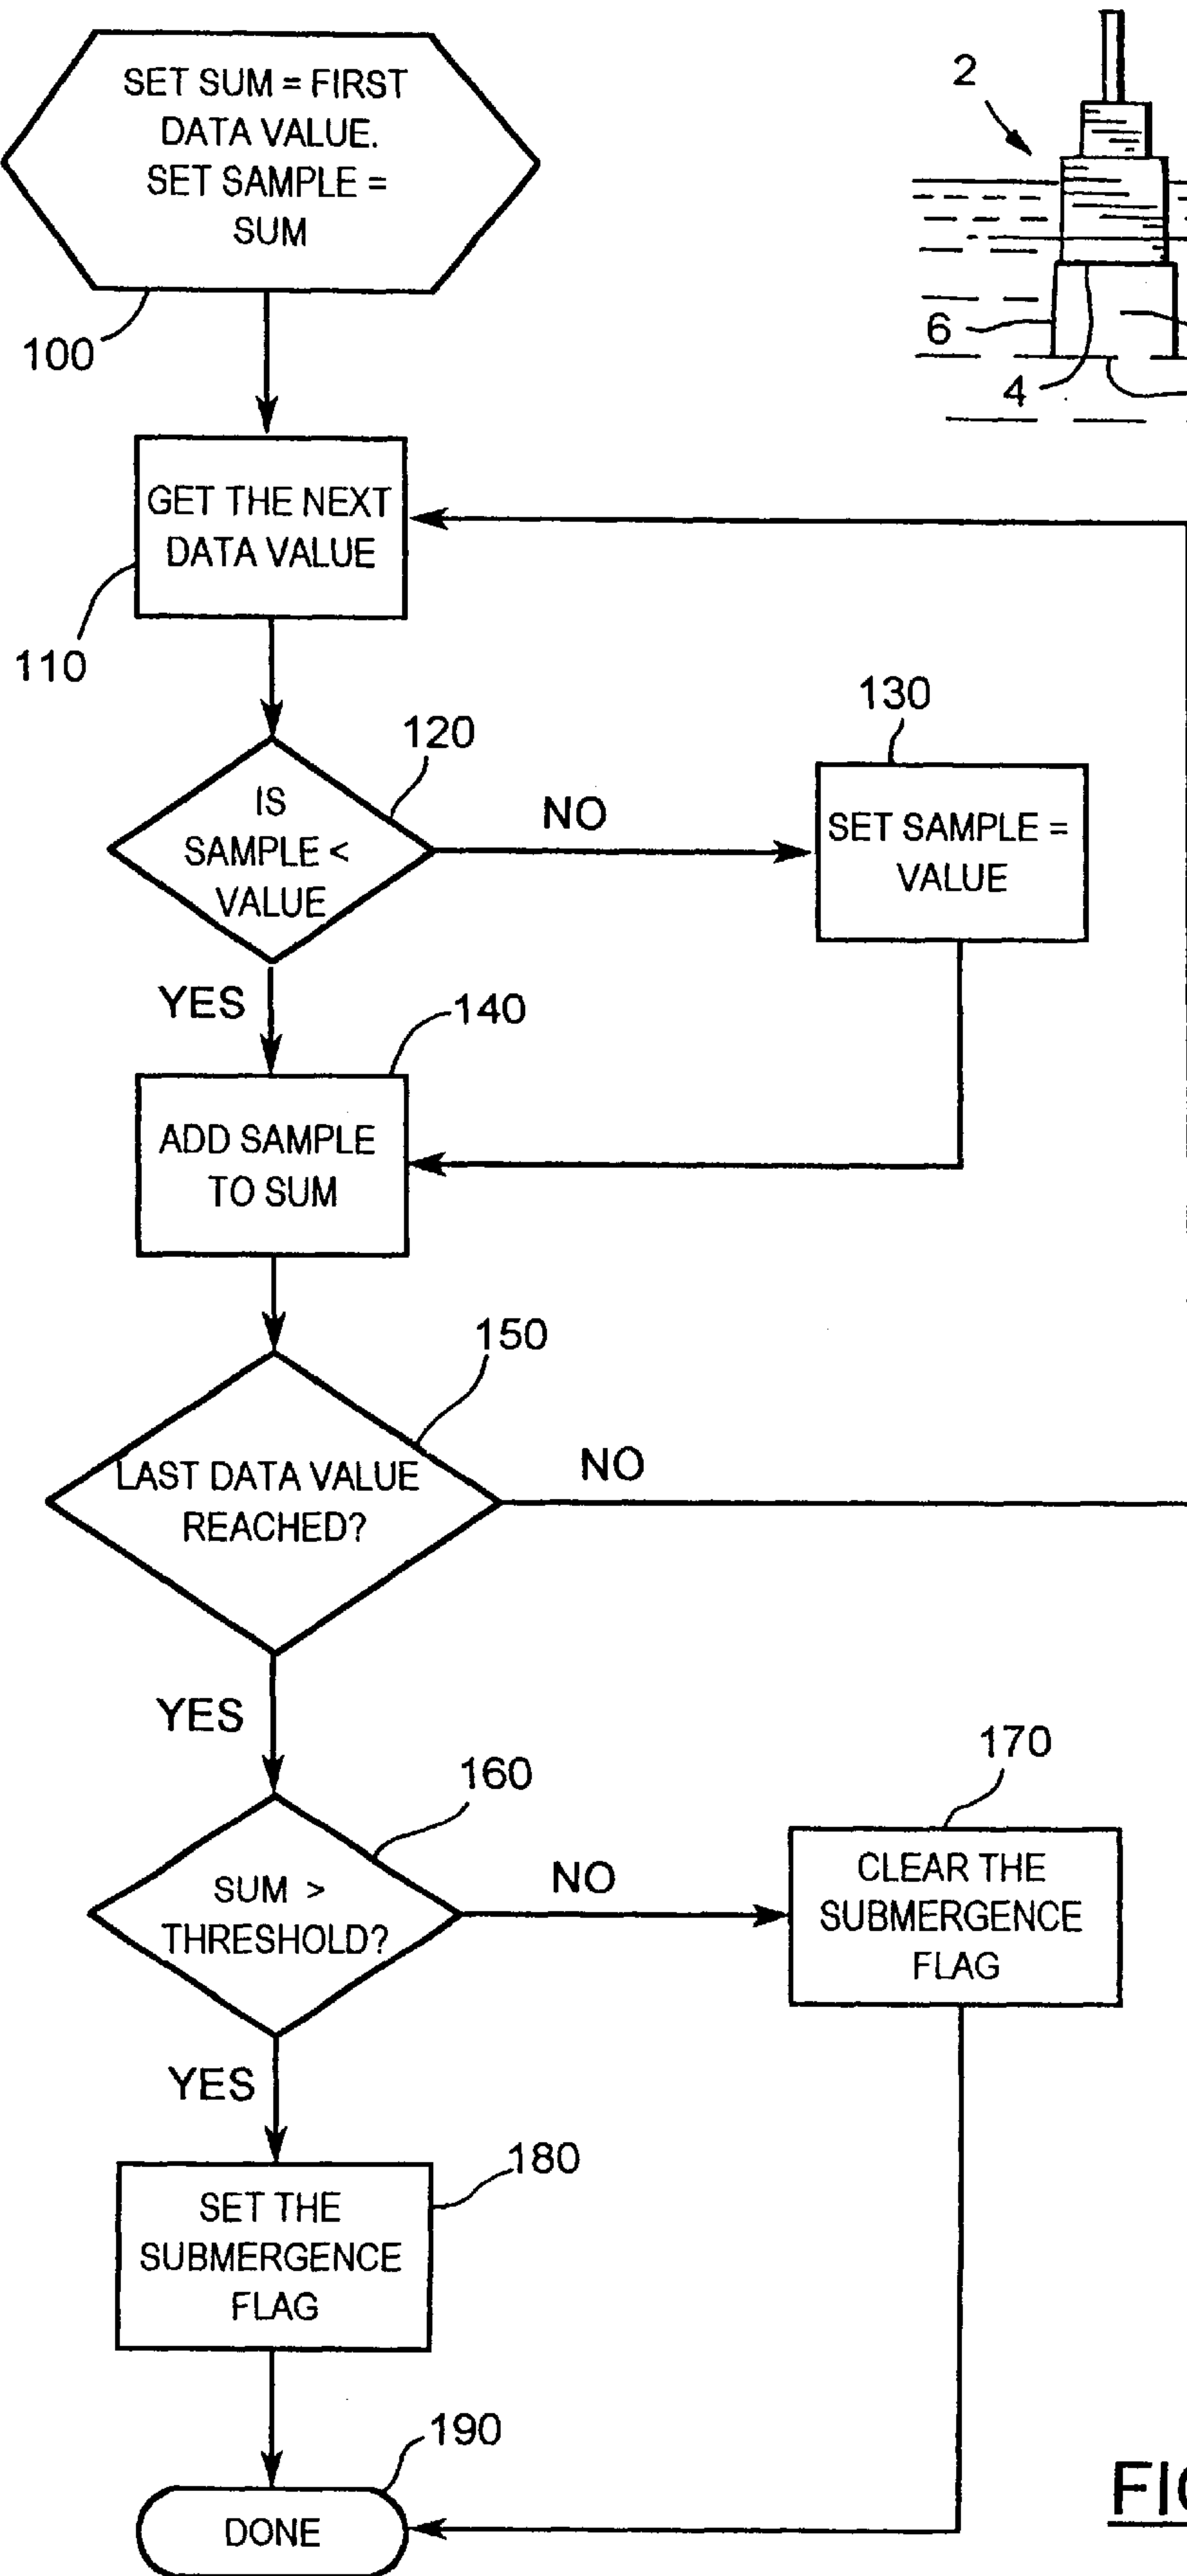 SET SUM = FIRST
DATA VALUE.
SET SAMPLE =
SUM
100
2
6
4
GET THE NEXT
DATA VALUE
110
120
IS
SAMPLE <
VALUE
NO
130
SET SAMPLE =
VALUE
YES
140
ADD SAMPLE
TO SUM
150
LAST DATA VALUE
REACHED?
NO
YES
160
SUM >
THRESHOLD?
NO
170
CLEAR THE
SUBMERGENCE
FLAG
YES
180
SET THE
SUBMERGENCE
FLAG
190
DONE